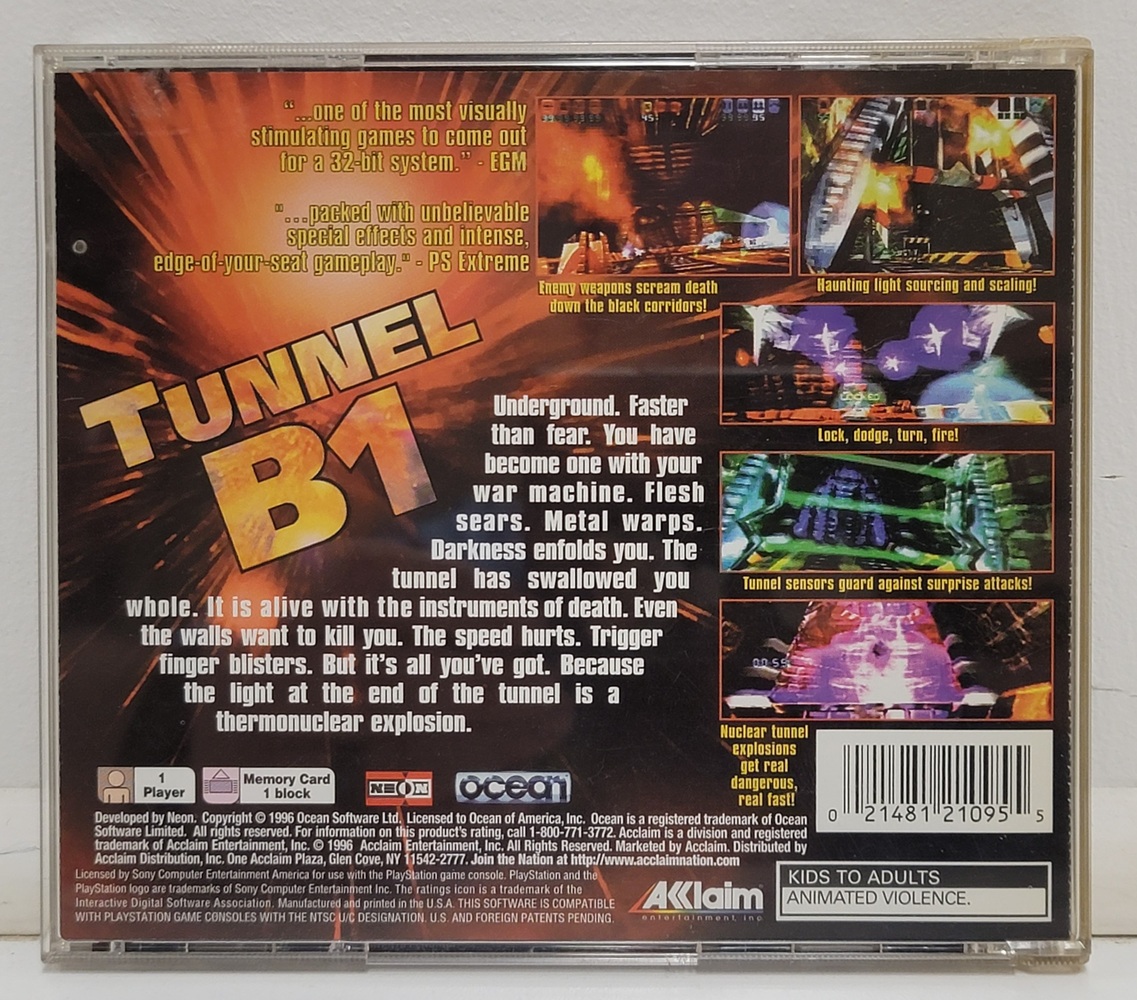 “...one of the most visually
stimulating games to come out
for a 32-bit system.” - EGM
"...packed with unbelievable
special effects and intense,
edge-of-your-seat gameplay." - PS Extreme
Enemy weapons scream death
down the black corridors!
Haunting light sourcing and scaling!
Lock, dodge, turn, fire!
Tunnel sensors guard against surprise attacks!
00:55
Nuclear tunnel
explosions
get real
dangerous,
real fast!
TUNNEL
B1
Underground. Faster
than fear. You have
become one with your
war machine. Flesh
sears. Metal warps.
Darkness enfolds you. The
tunnel has swallowed you
whole. It is alive with the instruments of death. Even
the walls want to kill you. The speed hurts. Trigger
finger blisters. But it's all you've got. Because
the light at the end of the tunnel is a
thermonuclear explosion.
1
Player
Memory Card
1 block
NEON
ocean
0 21481 21095 5
Developed by Neon. Copyright © 1996 Ocean Software Ltd. Licensed to Ocean of America, Inc. Ocean is a registered trademark of Ocean
Software Limited. All rights reserved. For information on this product's rating, call 1-800-771-3772. Acclaim is a division and registered
trademark of Acclaim Entertainment, Inc. © 1996 Acclaim Entertainment, Inc. All Rights Reserved. Marketed by Acclaim. Distributed by
Acclaim Distribution, Inc. One Acclaim Plaza, Glen Cove, NY 11542-2777. Join the Nation at http://www.acclaimnation.com
Licensed by Sony Computer Entertainment America for use with the PlayStation game console. PlayStation and the
PlayStation logo are trademarks of Sony Computer Entertainment Inc. The ratings icon is a trademark of the
Interactive Digital Software Association. Manufactured and printed in the U.S.A. THIS SOFTWARE IS COMPATIBLE
WITH PLAYSTATION GAME CONSOLES WITH THE NTSC U/C DESIGNATION. U.S. AND FOREIGN PATENTS PENDING.
AKlaim
entertainment, inc.
KIDS TO ADULTS
ANIMATED VIOLENCE.